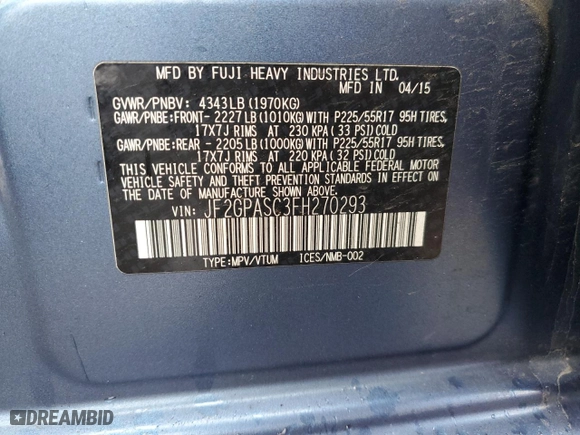 MFD BY FUJI HEAVY INDUSTRIES LTD.
MFD IN 04/15
GVWR/PNBV: 4343LB(1970KG)
GAWR/PNBE:FRONT- 2227LB(1010KG)WITH P225/55R17 95H TIRES,
17X7J RIMS AT 230 KPA(33 PSI)COLD
GAWR/PNBE:REAR - 2205LB(1000KG)WITH P225/55R17 95H TIRES,
17X7J RIMS AT 220 KPA(32 PSI)COLD
THIS VEHICLE CONFORMS TO ALL APPLICABLE FEDERAL MOTOR
VEHICLE SAFETY AND THEFT PREVENTION STANDARDS IN EFFECT ON
THE DATE OF MANUFACTURE SHOWN ABOVE.
VIN: JF2GPASC3FH270293
TYPE:MPV/VTUM ICES/NMB-002
DREAMBID